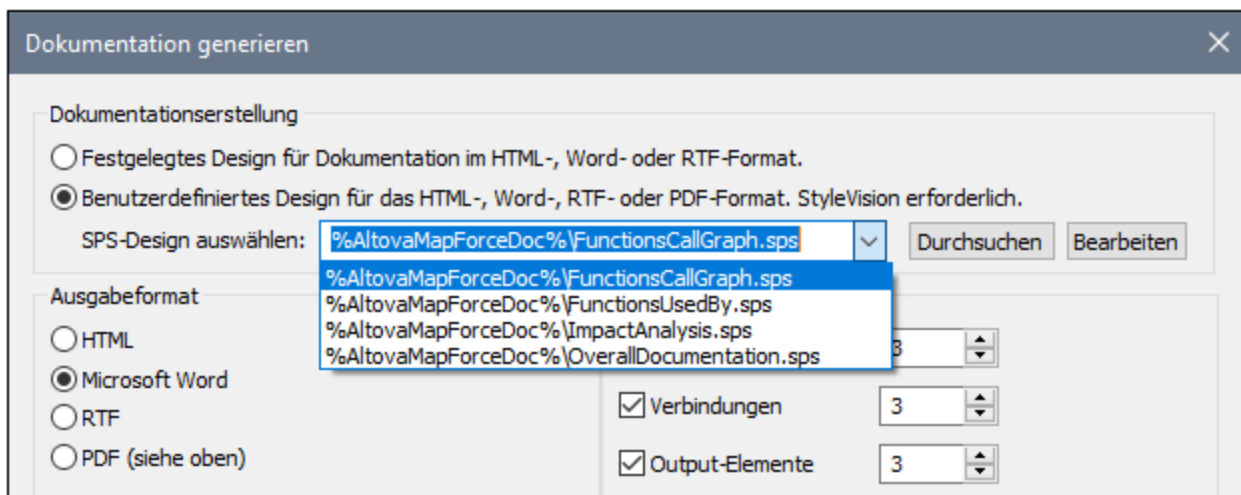 Dokumentation generieren
Dokumentationserstellung
Festgelegtes Design für Dokumentation im HTML-, Word- oder RTF-Format.
Benutzerdefiniertes Design für das HTML-, Word-, RTF- oder PDF-Format. StyleVision erforderlich.
SPS-Design auswählen: %AltovaMapForceDoc%\FunctionsCallGraph.sps Durchsuchen Bearbeiten
%AltovaMapForceDoc%\FunctionsCallGraph.sps
%AltovaMapForceDoc%\FunctionsUsedBy.sps
%AltovaMapForceDoc%\ImpactAnalysis.sps
%AltovaMapForceDoc%\OverallDocumentation.sps
Ausgabeformat
HTML
Microsoft Word
RTF
PDF (siehe oben)
3
Verbindungen 3
Output-Elemente 3